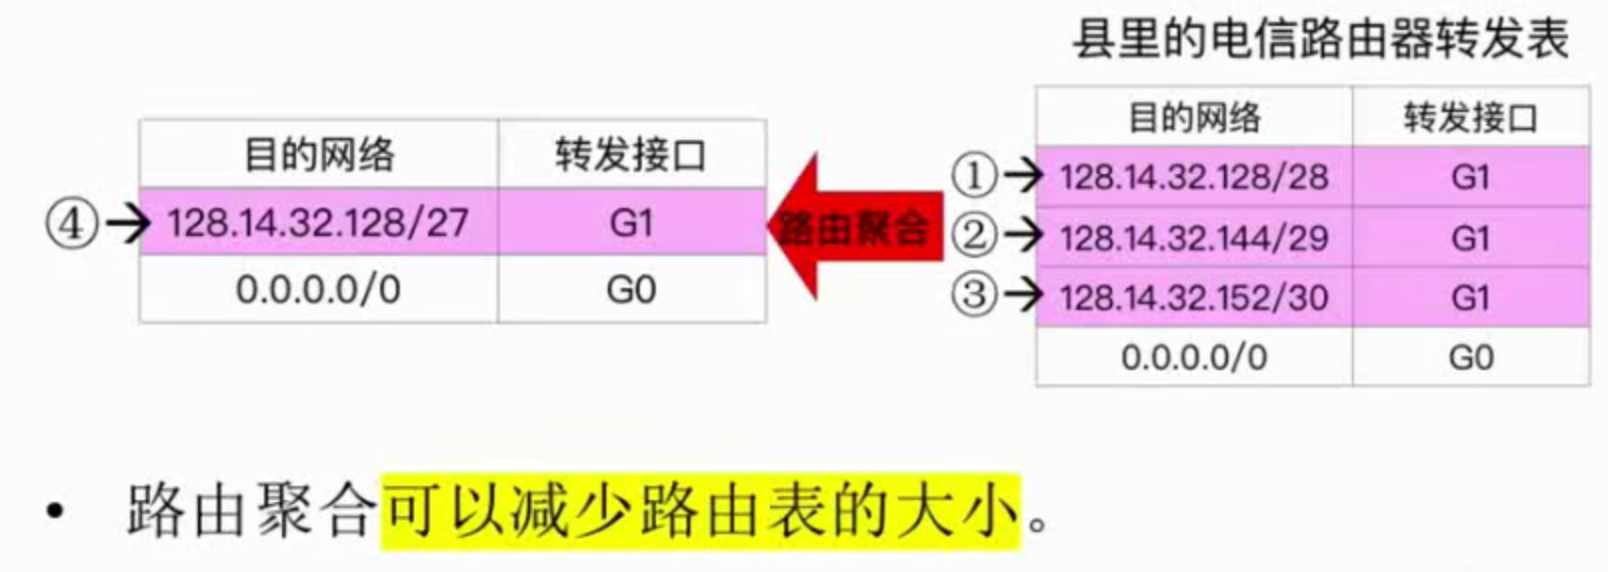 县里的电信路由器转发表
目的网络 转发接口
④→ 128.14.32.128/27 G1
0.0.0.0/0 G0
路由聚合
目的网络 转发接口
①→ 128.14.32.128/28 G1
②→ 128.14.32.144/29 G1
③→ 128.14.32.152/30 G1
0.0.0.0/0 G0
• 路由聚合可以减少路由表的大小。